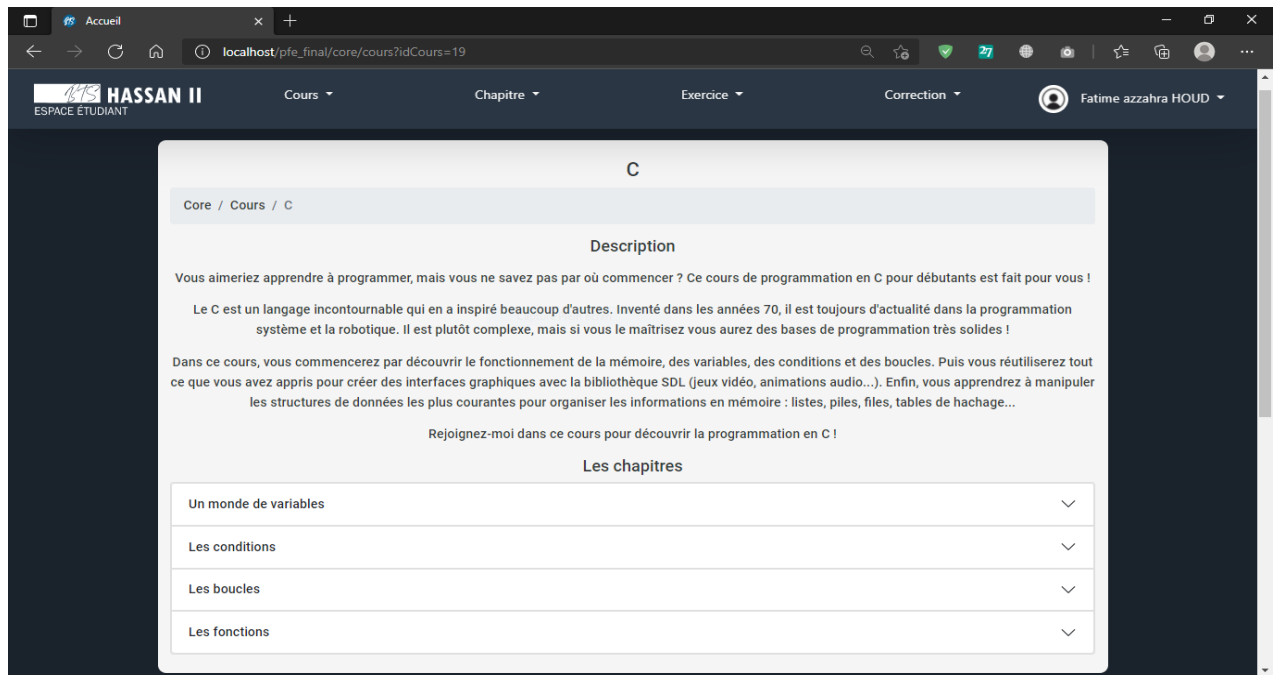 Accueil
localhost/pfe_final/core/cours?idCours=19
27
BTS HASSAN II
ESPACE ÉTUDIANT
Cours
Chapitre
Exercice
Correction
Fatime azzahra HOUD
C
Core / Cours / C
Description
Vous aimeriez apprendre à programmer, mais vous ne savez pas par où commencer ? Ce cours de programmation en C pour débutants est fait pour vous !
Le C est un langage incontournable qui en a inspiré beaucoup d'autres. Inventé dans les années 70, il est toujours d'actualité dans la programmation
système et la robotique. Il est plutôt complexe, mais si vous le maîtrisez vous aurez des bases de programmation très solides !
Dans ce cours, vous commencerez par découvrir le fonctionnement de la mémoire, des variables, des conditions et des boucles. Puis vous réutiliserez tout
ce que vous avez appris pour créer des interfaces graphiques avec la bibliothèque SDL (jeux vidéo, animations audio...). Enfin, vous apprendrez à manipuler
les structures de données les plus courantes pour organiser les informations en mémoire : listes, piles, files, tables de hachage...
Rejoignez-moi dans ce cours pour découvrir la programmation en C !
Les chapitres
Un monde de variables
Les conditions
Les boucles
Les fonctions